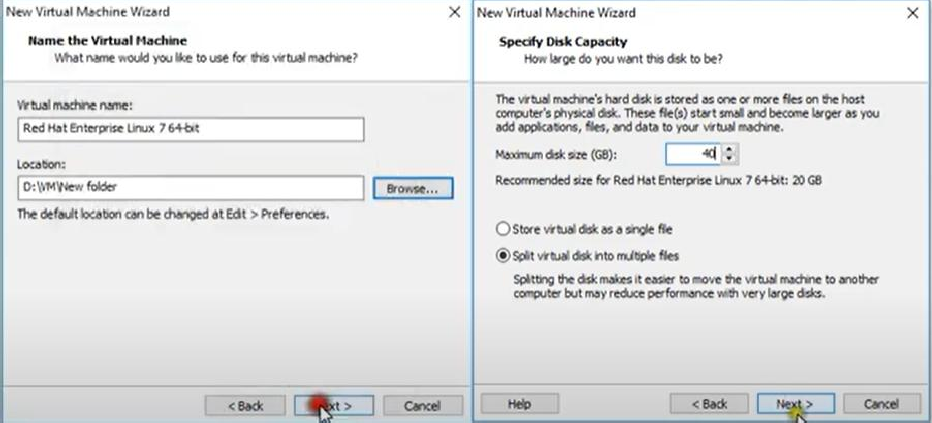 New Virtual Machine Wizard
Name the Virtual Machine
What name would you like to use for this virtual machine?
Virtual machine name:
Red Hat Enterprise Linux 7 64-bit
Location:
D:\VM\New folder
Browse...
The default location can be changed at Edit > Preferences.
< Back
Next >
Cancel
New Virtual Machine Wizard
Specify Disk Capacity
How large do you want this disk to be?
The virtual machine's hard disk is stored as one or more files on the host
computer's physical disk. These file(s) start small and become larger as you
add applications, files, and data to your virtual machine.
Maximum disk size (GB):
40
Recommended size for Red Hat Enterprise Linux 7 64-bit: 20 GB
Store virtual disk as a single file
Split virtual disk into multiple files
Splitting the disk makes it easier to move the virtual machine to another
computer but may reduce performance with very large disks.
Help
< Back
Next >
Cancel